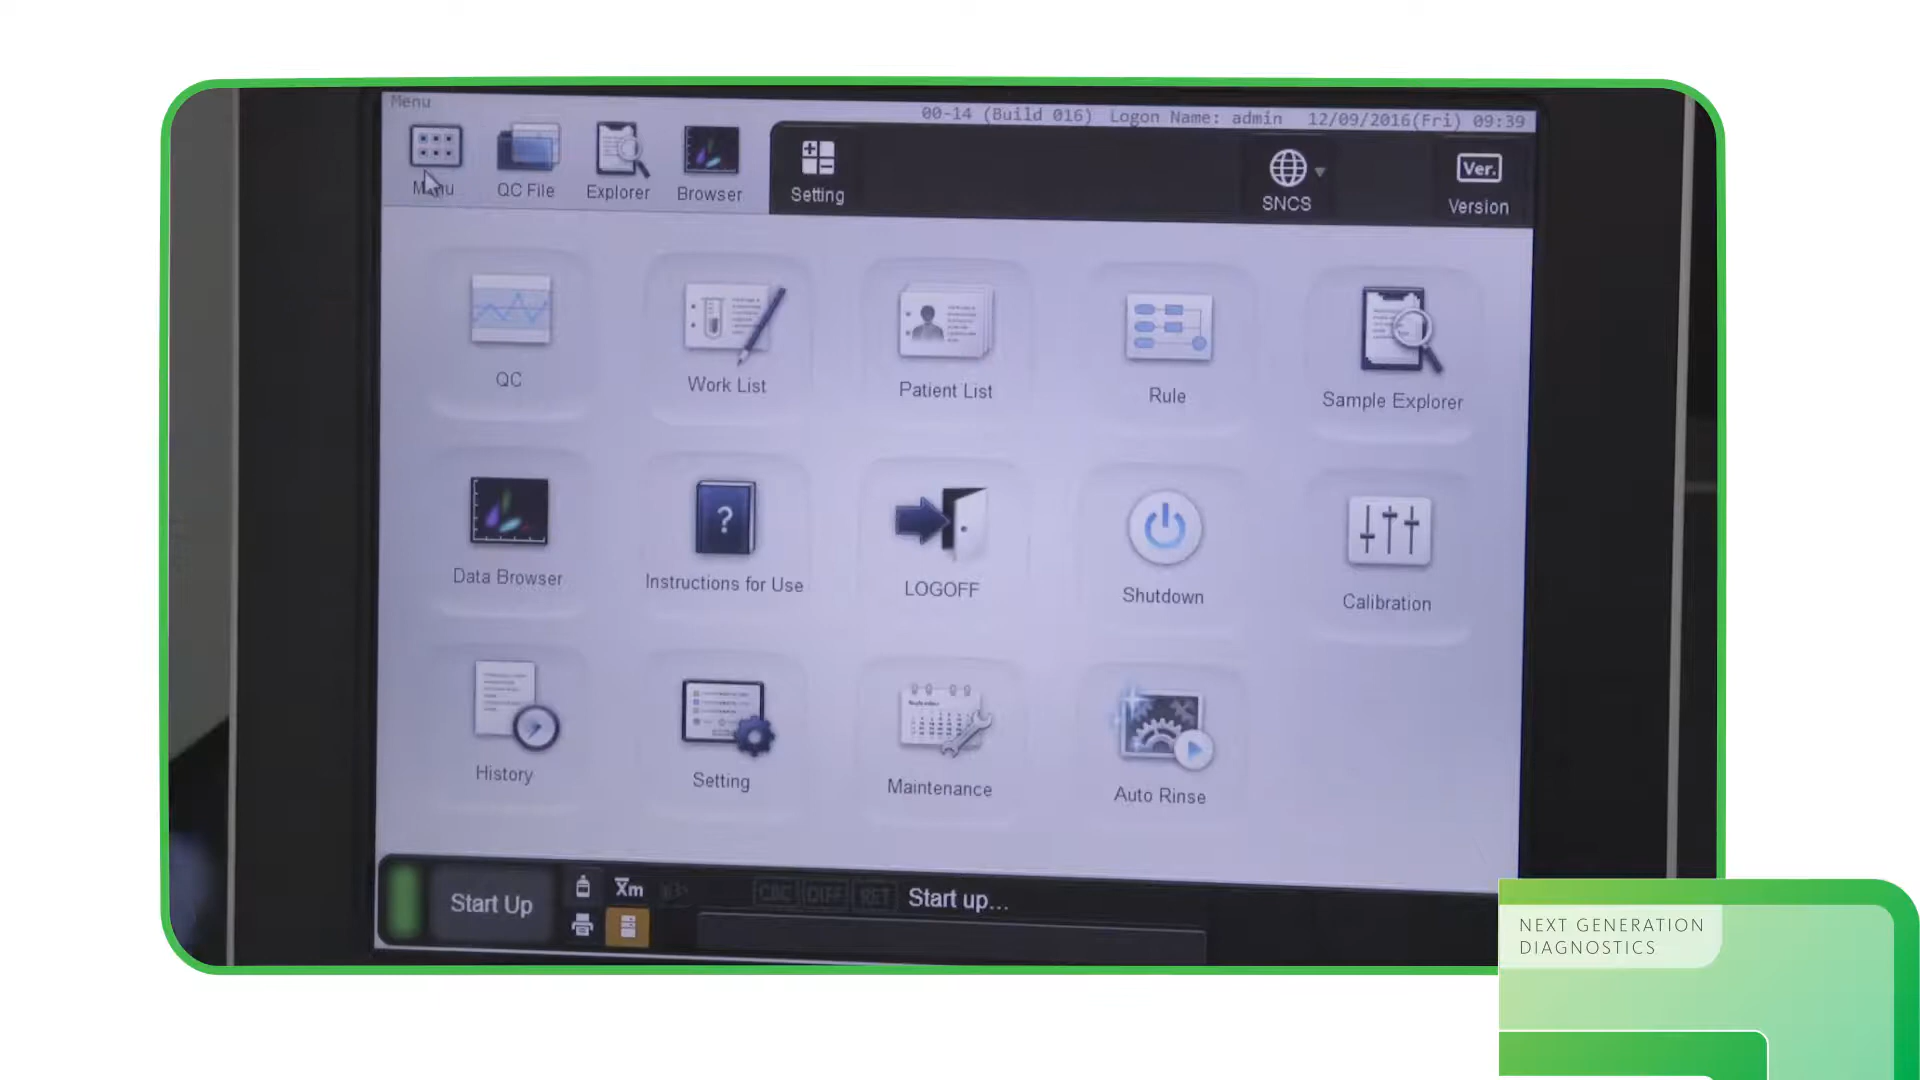 Menu
00-14 (Build 016) Logon Name: admin 12/09/2016(Fri) 09:39
Menu QC File Explorer Browser Setting SNCS Ver. Version
QC Work List Patient List Rule Sample Explorer
Data Browser Instructions for Use LOGOFF Shutdown Calibration
History Setting Maintenance Auto Rinse
Start Up Xm CBC DIFF RET Start up...
NEXT GENERATION
DIAGNOSTICS